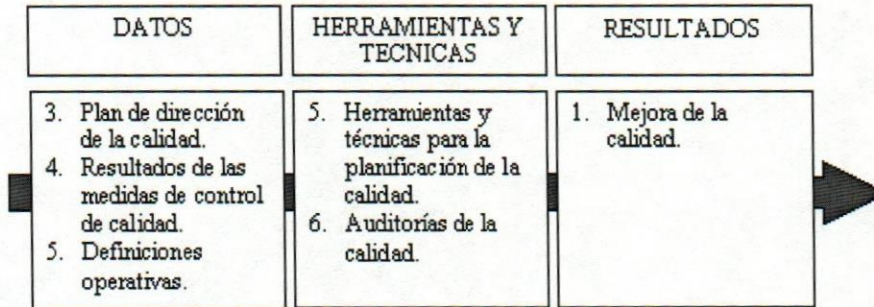 DATOS
HERRAMIENTAS Y
TECNICAS
RESULTADOS
3. Plan de dirección
de la calidad.
4. Resultados de las
medidas de control
de calidad.
5. Definiciones
operativas.
5. Herramientas y
técnicas para la
planificación de la
calidad.
6. Auditorías de la
calidad.
1. Mejora de la
calidad.